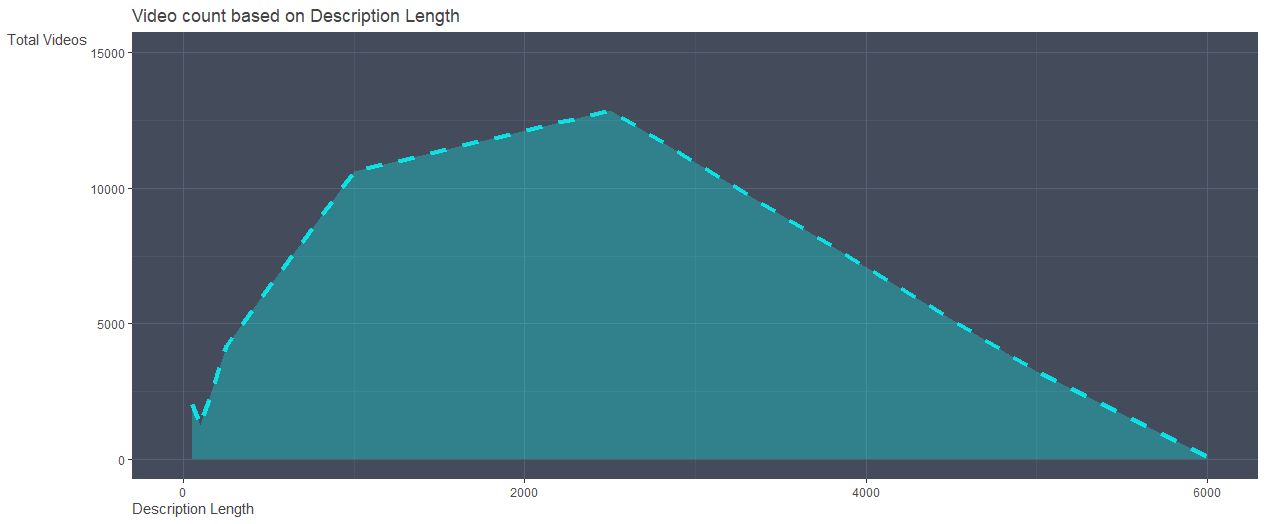 Video count based on Description Length
Total Videos
15000
10000
5000
0
0 2000 4000 6000
Description Length